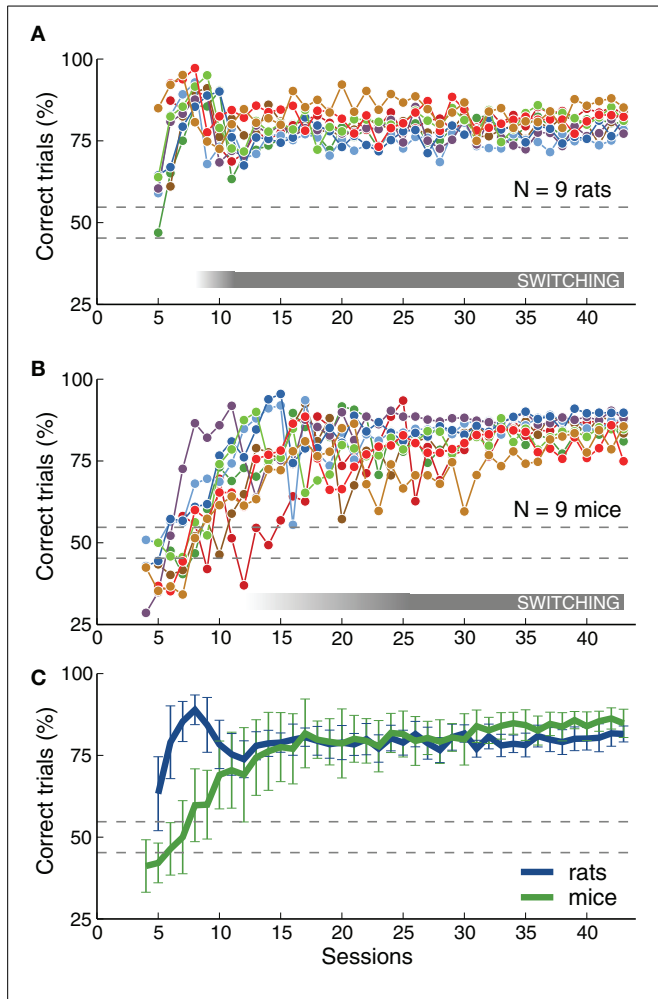 A
Correct trials (%)
100
75
50
25
N = 9 rats
SWITCHING
0 5 10 15 20 25 30 35 40
B
Correct trials (%)
100
75
50
25
N = 9 mice
SWITCHING
0 5 10 15 20 25 30 35 40
C
Correct trials (%)
100
75
50
25
rats
mice
0 5 10 15 20 25 30 35 40
Sessions